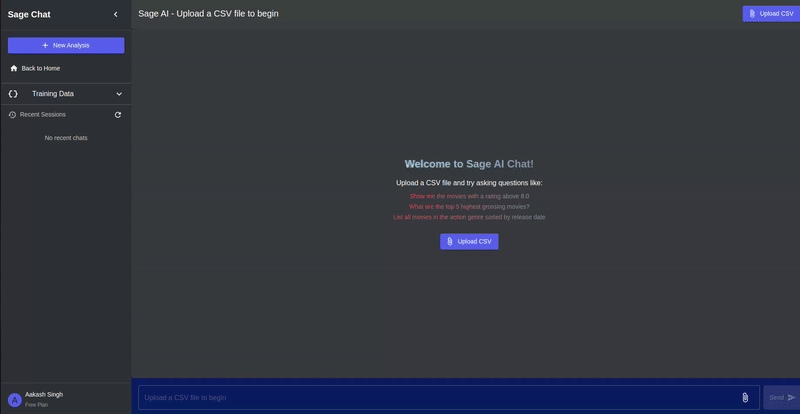 Sage Chat
Sage AI - Upload a CSV file to begin
Upload CSV
New Analysis
Back to Home
Training Data
Recent Sessions
No recent chats
Welcome to Sage AI Chat!
Upload a CSV file and try asking questions like:
Show me the movies with a rating above 8.0
What are the top 5 highest grossing movies?
List all movies in the action genre sorted by release date
Upload CSV
A
Aakash Singh
Free Plan
Upload a CSV file to begin
Send